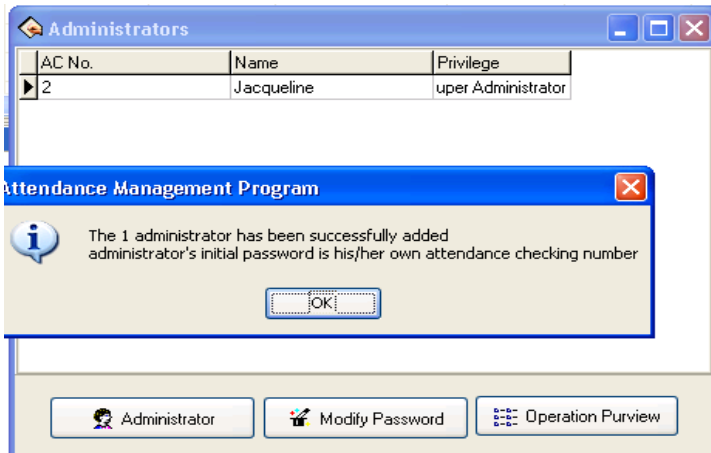 Administrators
AC No. Name Privilege
2 Jacqueline uper Administrator
Attendance Management Program
The 1 administrator has been successfully added
administrator's initial password is his/her own attendance checking number
OK
Administrator Modify Password Operation Purview